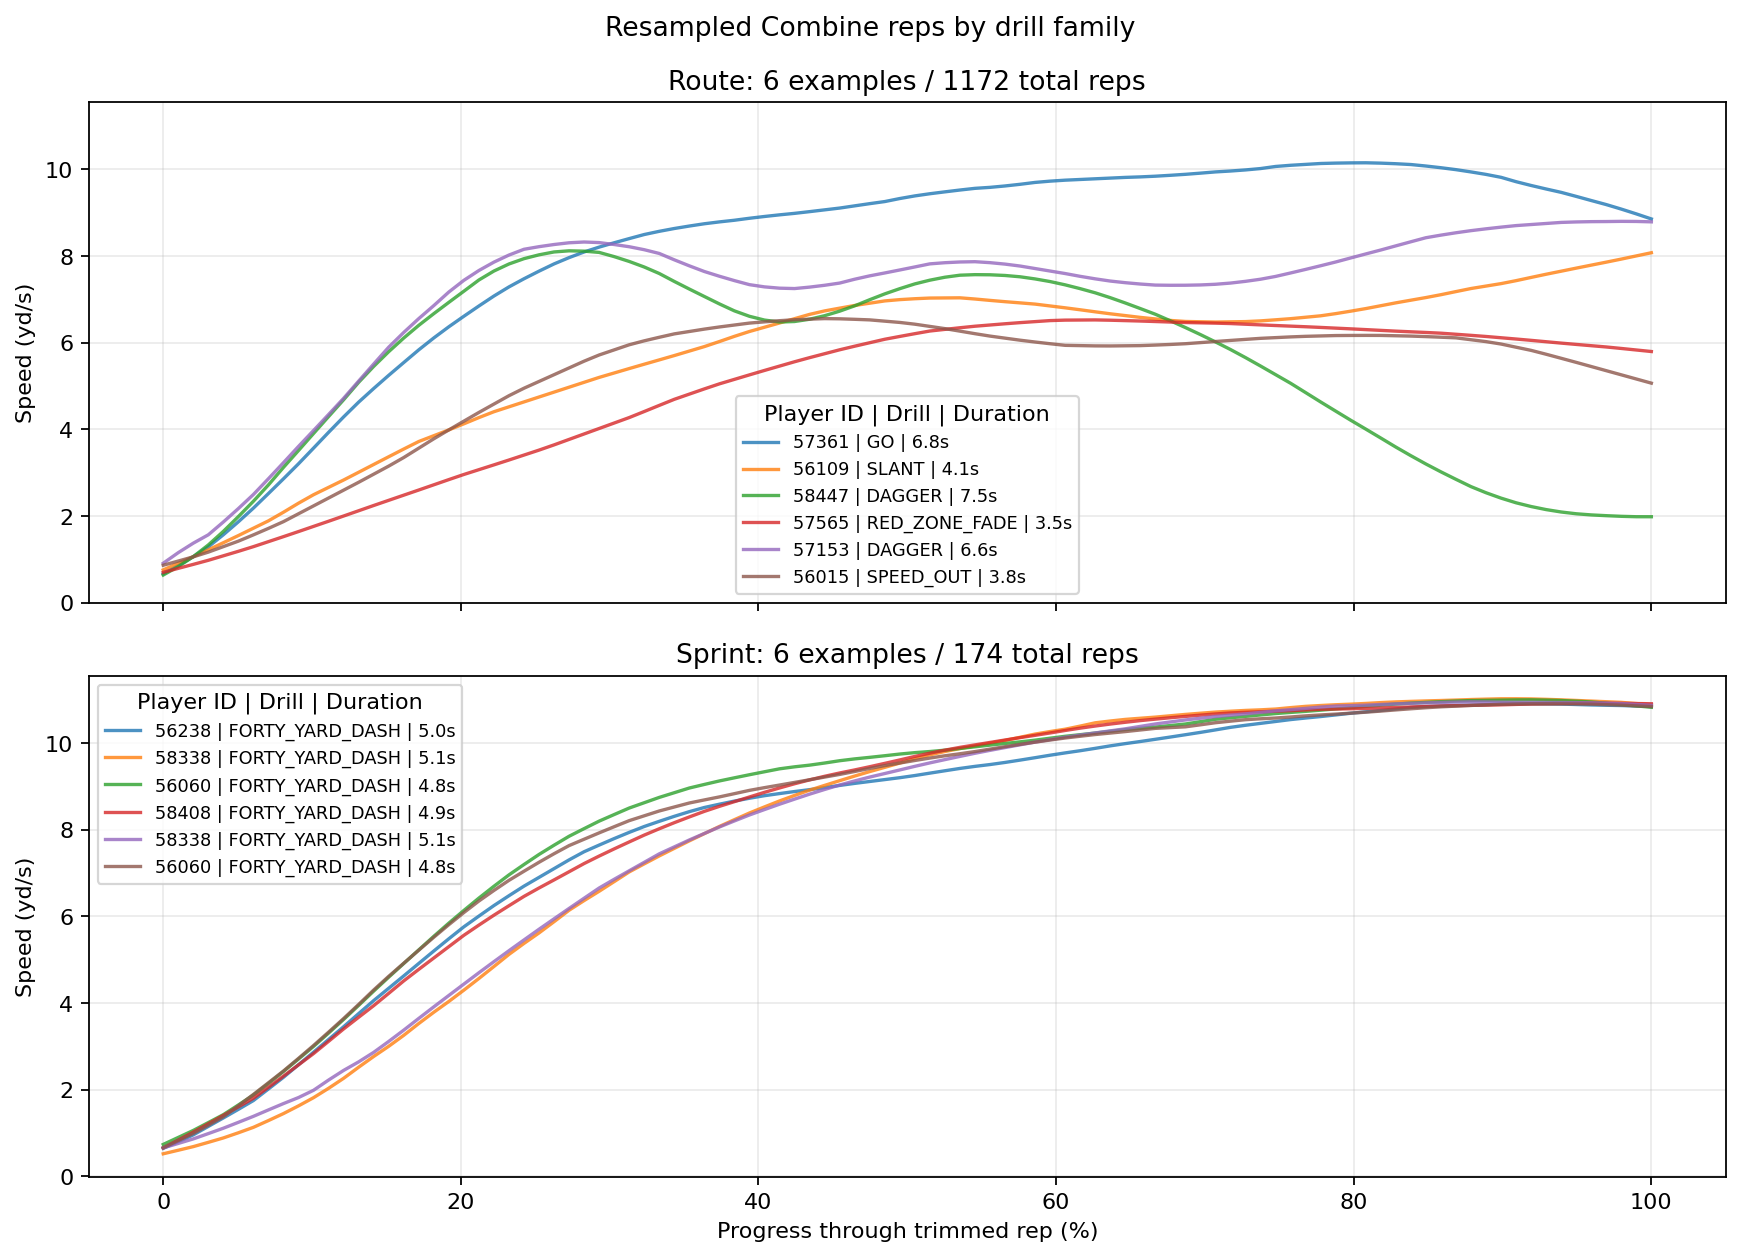 Resampled Combine reps by drill family
Route: 6 examples / 1172 total reps
Speed (yd/s)
10
8
6
4
2
0
Player ID | Drill | Duration
57361 | GO | 6.8s
56109 | SLANT | 4.1s
58447 | DAGGER | 7.5s
57565 | RED_ZONE_FADE | 3.5s
57153 | DAGGER | 6.6s
56015 | SPEED_OUT | 3.8s
Sprint: 6 examples / 174 total reps
Speed (yd/s)
10
8
6
4
2
0
Player ID | Drill | Duration
56238 | FORTY_YARD_DASH | 5.0s
58338 | FORTY_YARD_DASH | 5.1s
56060 | FORTY_YARD_DASH | 4.8s
58408 | FORTY_YARD_DASH | 4.9s
58338 | FORTY_YARD_DASH | 5.1s
56060 | FORTY_YARD_DASH | 4.8s
0 20 40 60 80 100
Progress through trimmed rep (%)